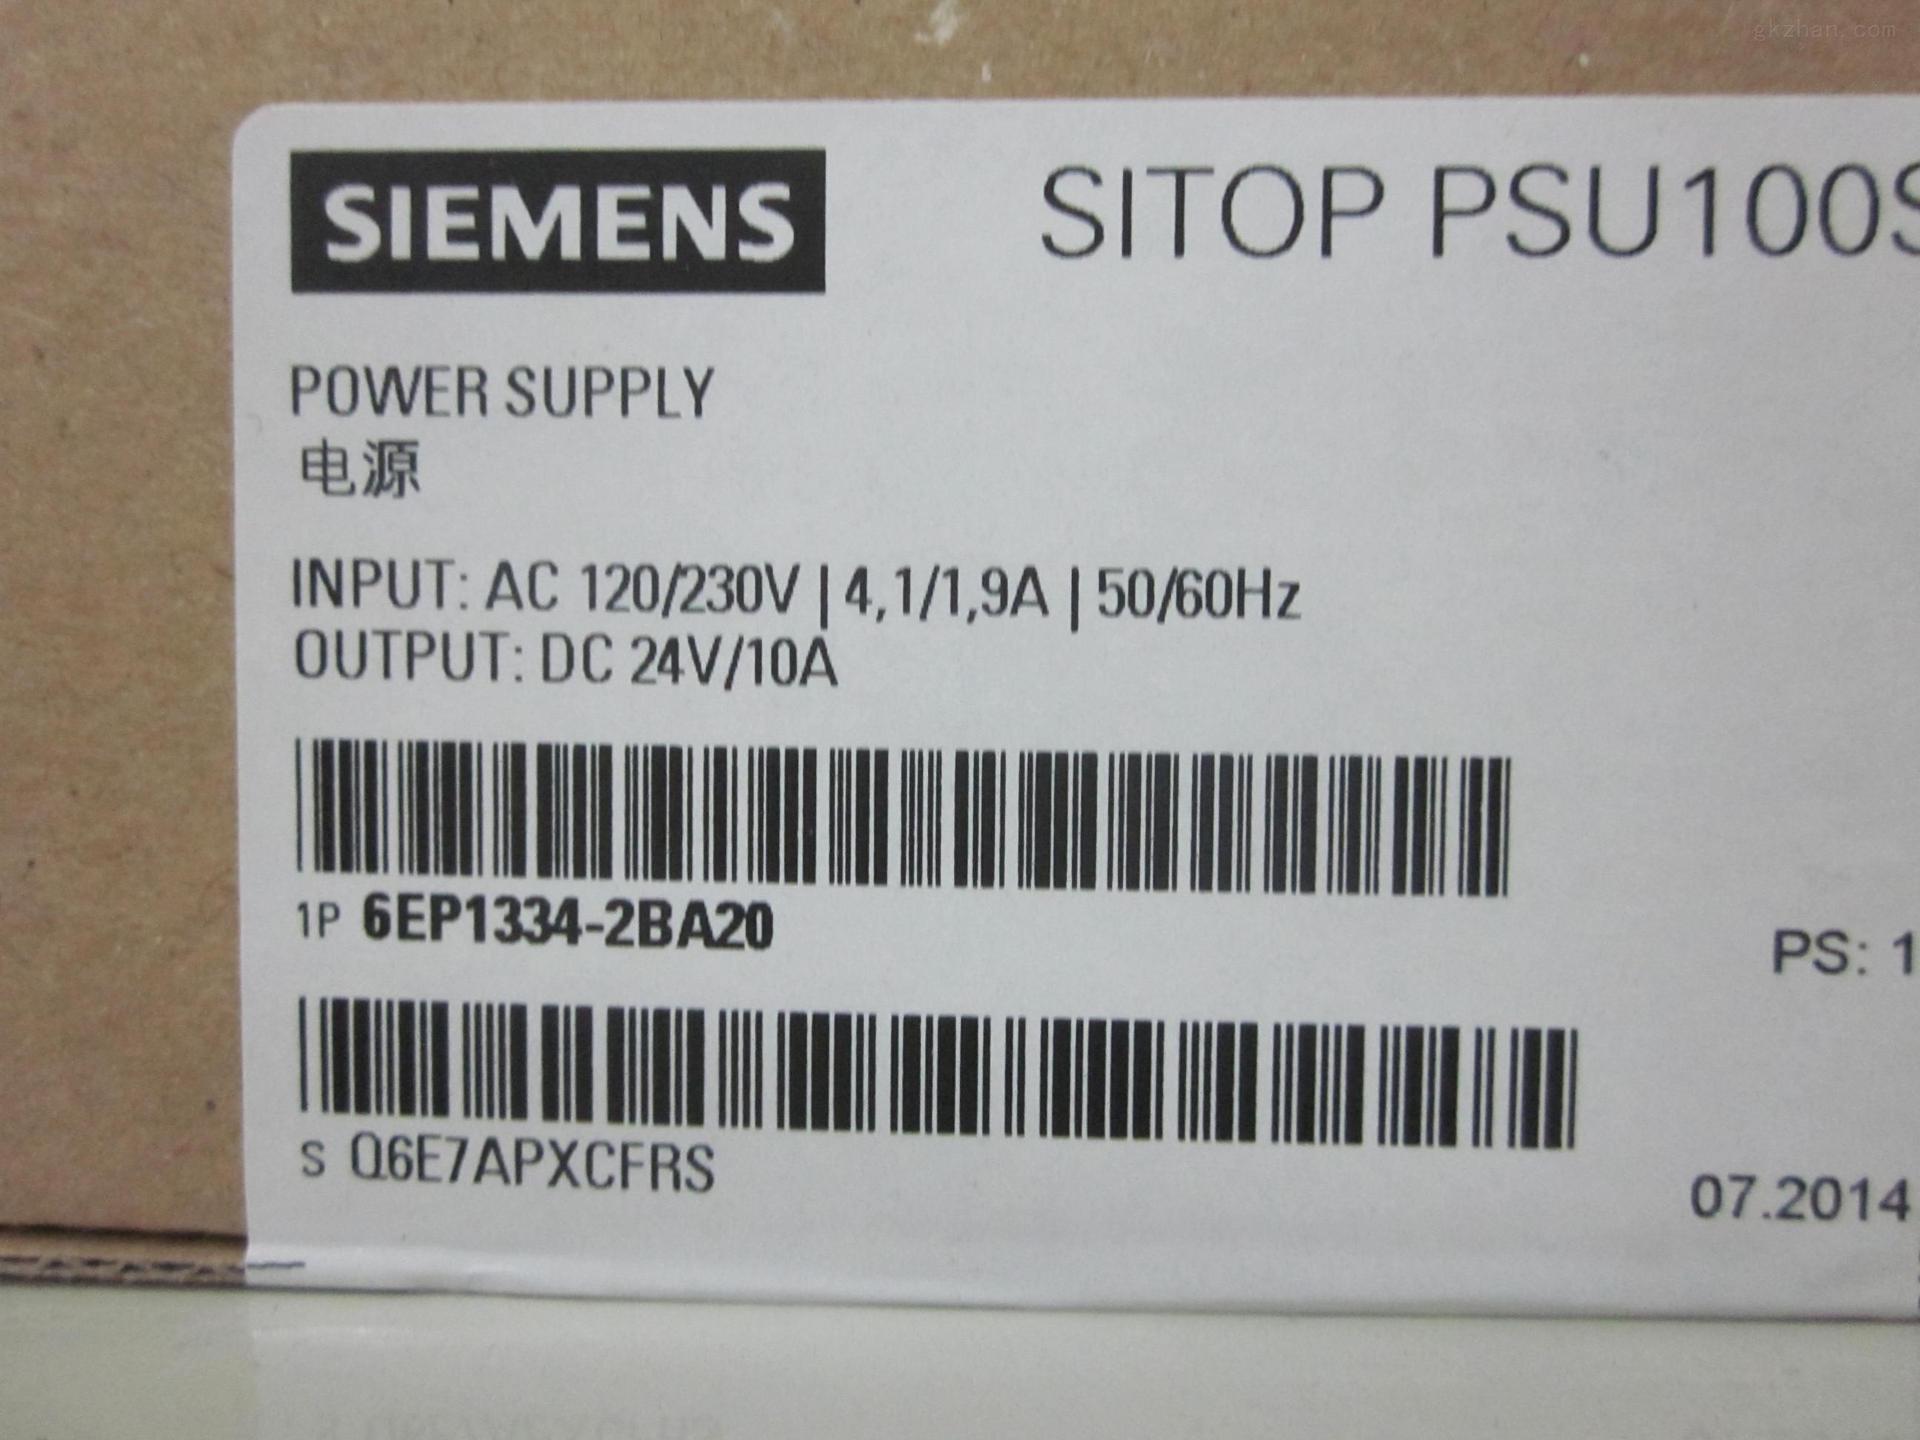 gkzhan.com
SIEMENS
SITOP PSU100S
POWER SUPPLY
电源
INPUT: AC 120/230V | 4,1/1,9A | 50/60Hz
OUTPUT: DC 24V/10A
1P 6EP1334-2BA20
PS: 1
S Q6E7APXCFRS
07.2014